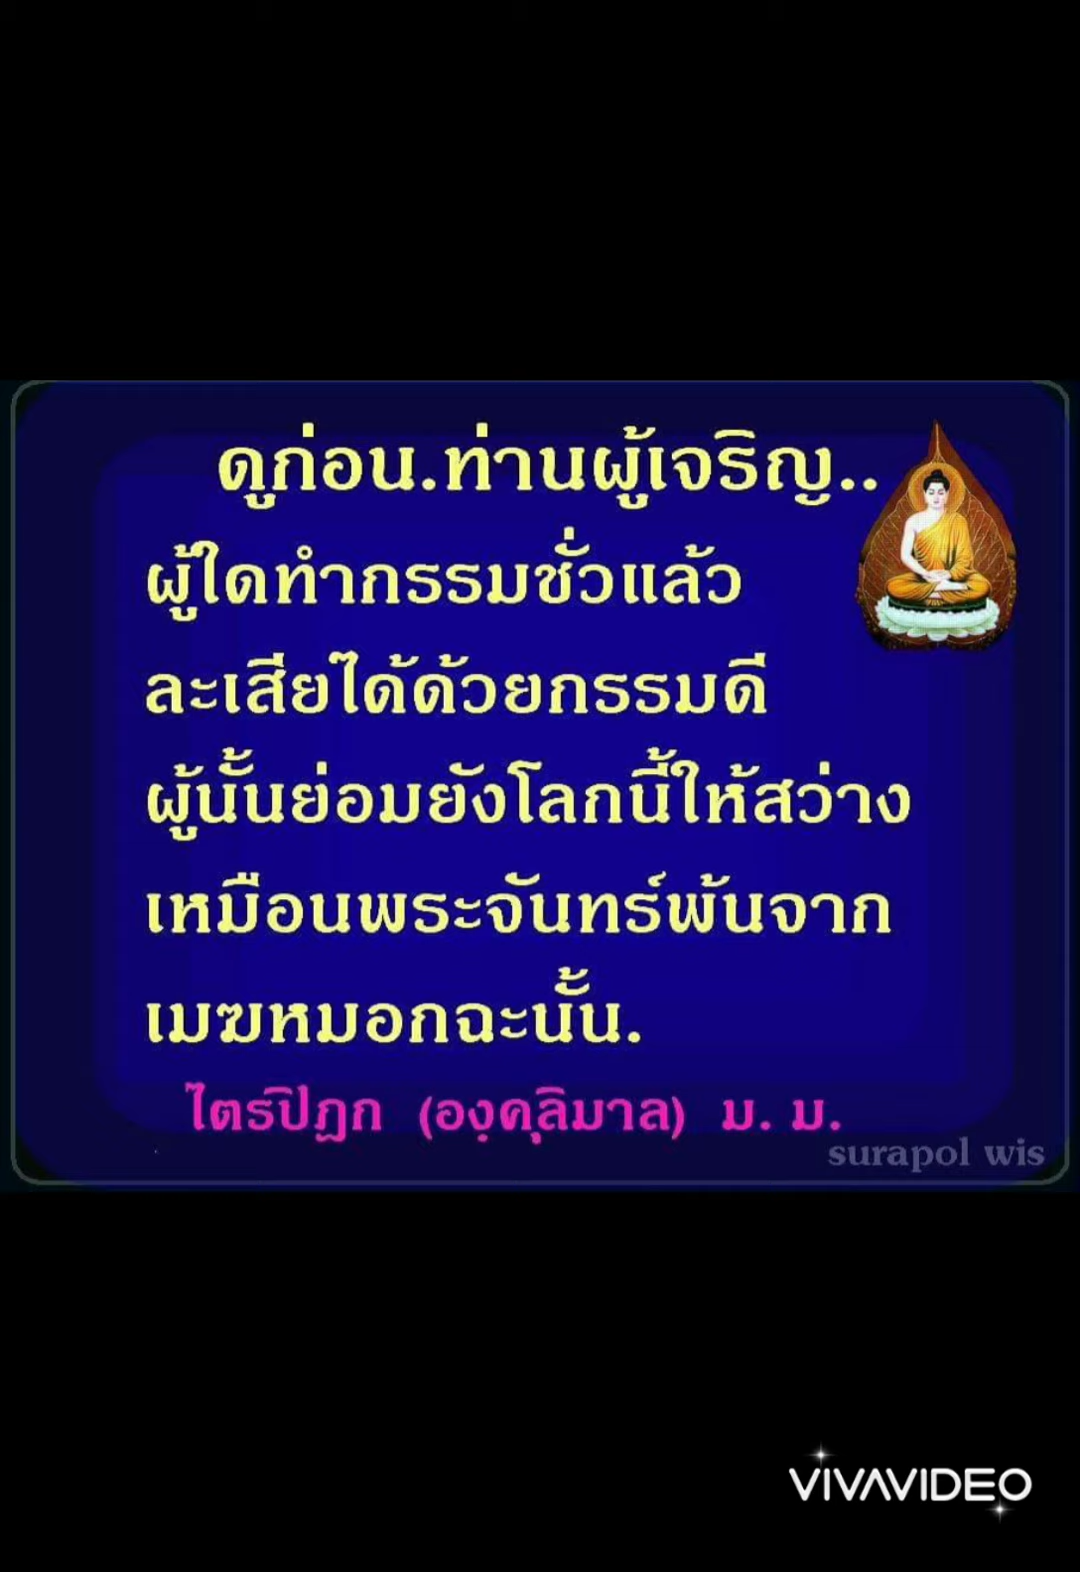 ดูก่อน.ท่านผู้เจริญ..
ผู้ใดทำกรรมชั่วแล้ว
ละเสียได้ด้วยกรรมดี
ผู้นั้นย่อมยังโลกนี้ให้สว่าง
เหมือนพระจันทร์พ้นจาก
เมฆหมอกฉะนั้น.
ไตร์ปิฎก (องฺคุลิมาล) ม. ม.
surapol wis
VIVAVIDEO